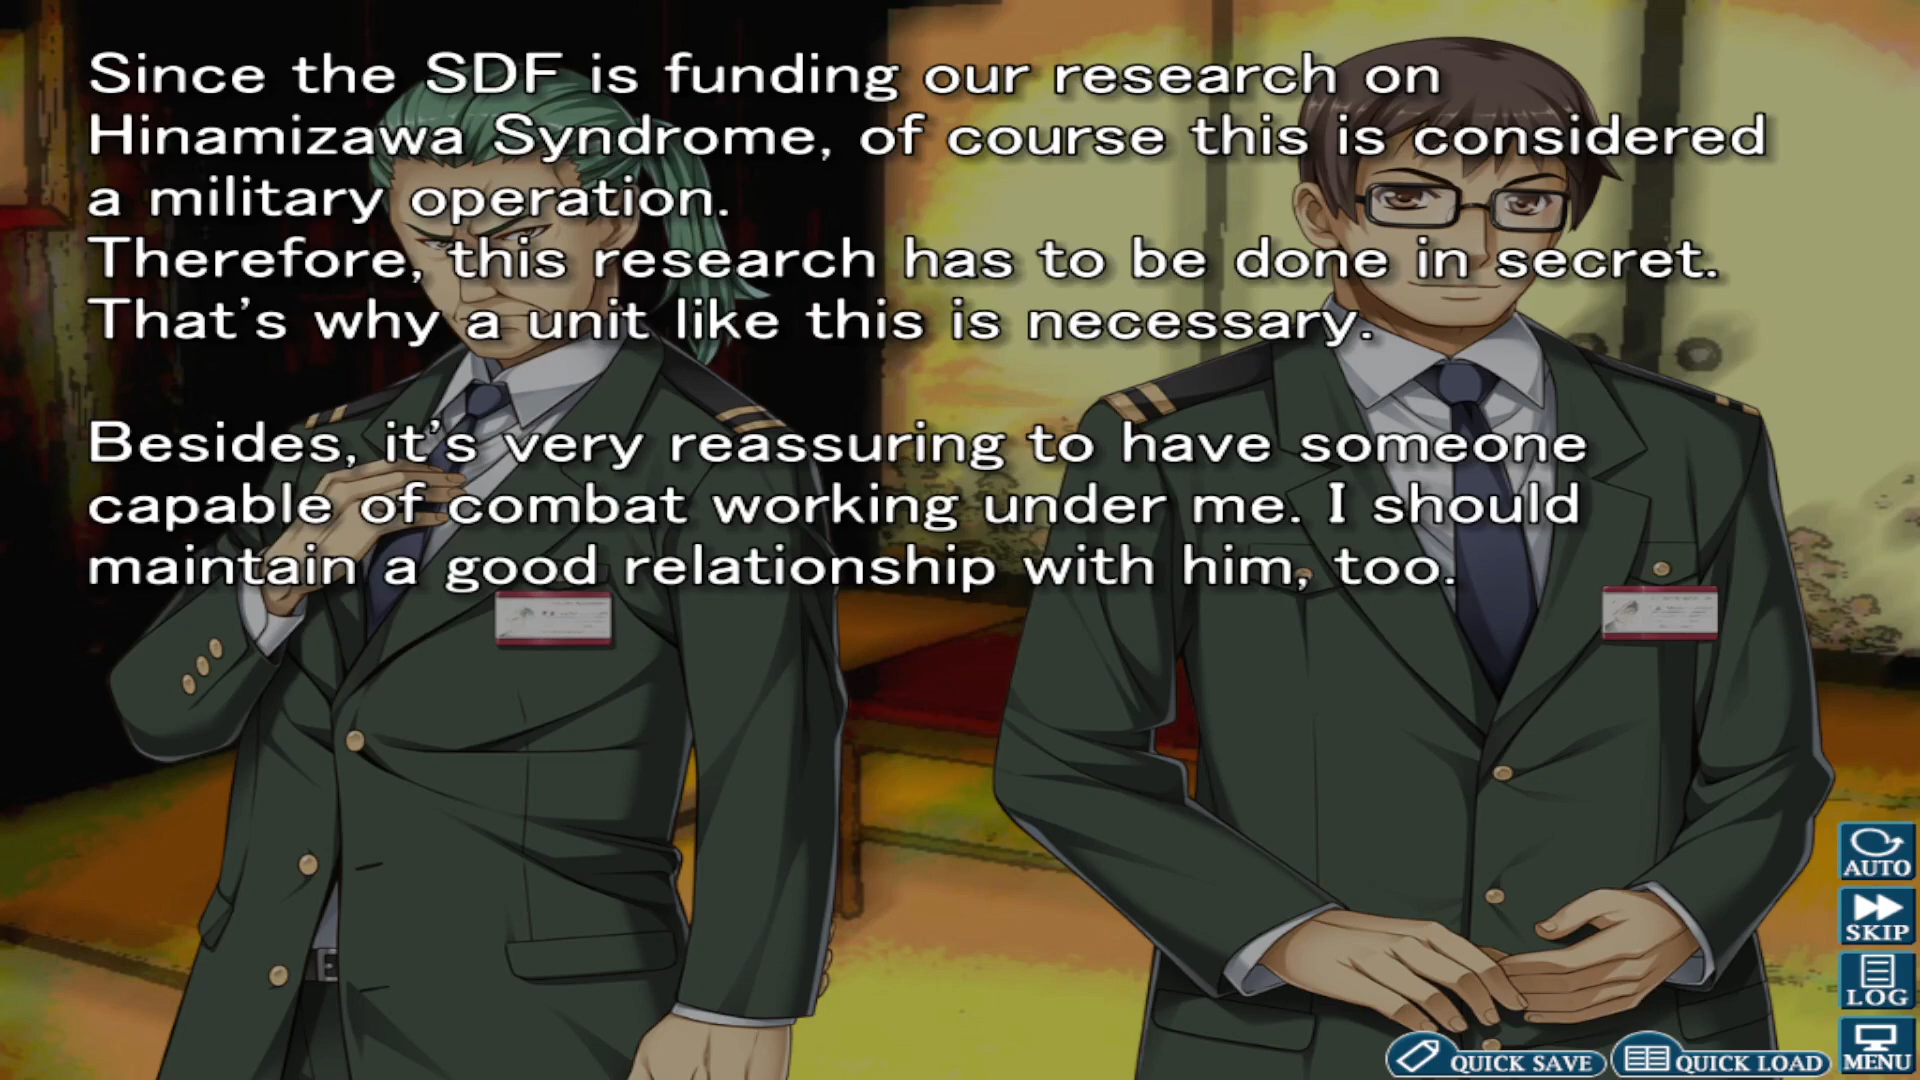 Since the SDF is funding our research on
Hinamizawa Syndrome, of course this is considered
a military operation.
Therefore, this research has to be done in secret.
That's why a unit like this is necessary.
Besides, it's very reassuring to have someone
capable of combat working under me. I should
maintain a good relationship with him, too.
AUTO
SKIP
LOG
MENU
QUICK SAVE
QUICK LOAD